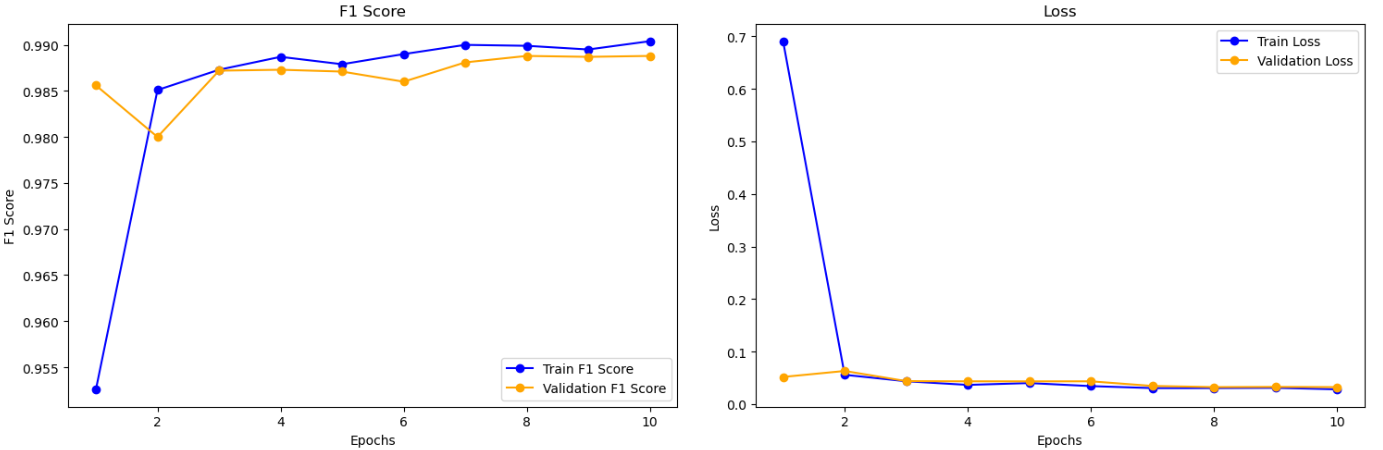 F1 Score
F1 Score
0.990
0.985
0.980
0.975
0.970
0.965
0.960
0.955
2
4
6
8
10
Epochs
Train F1 Score
Validation F1 Score
Loss
Loss
0.7
0.6
0.5
0.4
0.3
0.2
0.1
0.0
2
4
6
8
10
Epochs
Train Loss
Validation Loss